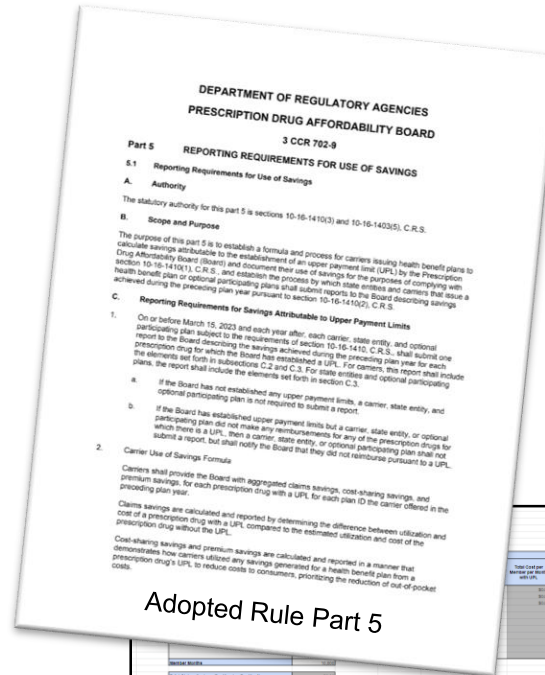 DEPARTMENT OF REGULATORY AGENCIES
PRESCRIPTION DRUG AFFORDABILITY BOARD
3 CCR 702-9
Part 5 REPORTING REQUIREMENTS FOR USE OF SAVINGS
5.1 Reporting Requirements for Use of Savings
A. Authority
The statutory authority for this part 5 is sections 10-16-1410(3) and 10-16-1403(5), C.R.S.
B. Scope and Purpose
The purpose of this part 5 is to establish a formula and process for carriers issuing health benefit plans to
calculate savings attributable to the establishment of an upper payment limit (UPL) by the Prescription
Drug Affordability Board (Board) and document their use of savings for the purposes of complying with
section 10-16-1410(1), C.R.S., and establish the process by which state entities and carriers that issue a
health benefit plan or optional participating plans shall submit reports to the Board describing savings
achieved during the preceding plan year pursuant to section 10-16-1410(2), C.R.S.
C. Reporting Requirements for Savings Attributable to Upper Payment Limits
1. On or before March 15, 2023 and each year after, each carrier, state entity, and optional
participating plan subject to the requirements of section 10-16-1410, C.R.S., shall submit one
report to the Board describing the savings achieved during the preceding plan year for each
prescription drug for which the Board has established a UPL. For carriers, this report shall include
the elements set forth in subsections C.2 and C.3. For state entities and optional participating
plans, the report shall include the elements set forth in section C.3.
a. If the Board has not established any upper payment limits, a carrier, state entity, and
optional participating plan is not required to submit a report.
b. If the Board has established upper payment limits but a carrier, state entity, or optional
participating plan did not make any reimbursements for any of the prescription drugs for
which there is a UPL, then a carrier, state entity, or optional participating plan shall not
submit a report, but shall notify the Board that they did not reimburse pursuant to a UPL.
2. Carrier Use of Savings Formula
Carriers shall provide the Board with aggregated claims savings, cost-sharing savings, and
premium savings, for each prescription drug with a UPL for each plan ID the carrier offered in the
preceding plan year.
Claims savings are calculated and reported by determining the difference between utilization and
cost of a prescription drug with a UPL compared to the estimated utilization and cost of the
prescription drug without the UPL.
Cost-sharing savings and premium savings are calculated and reported in a manner that
demonstrates how carriers utilized any savings generated for a health benefit plan from a
prescription drug's UPL to reduce costs to consumers, prioritizing the reduction of out-of-pocket
costs.
Adopted Rule Part 5
Total Cost per
Member per Month
with UPL
Member Months